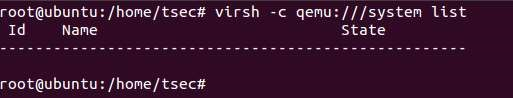 root@ubuntu:/home/tsec# virsh -c qemu:///system list
 Id    Name                           State
----------------------------------------------------

root@ubuntu:/home/tsec#